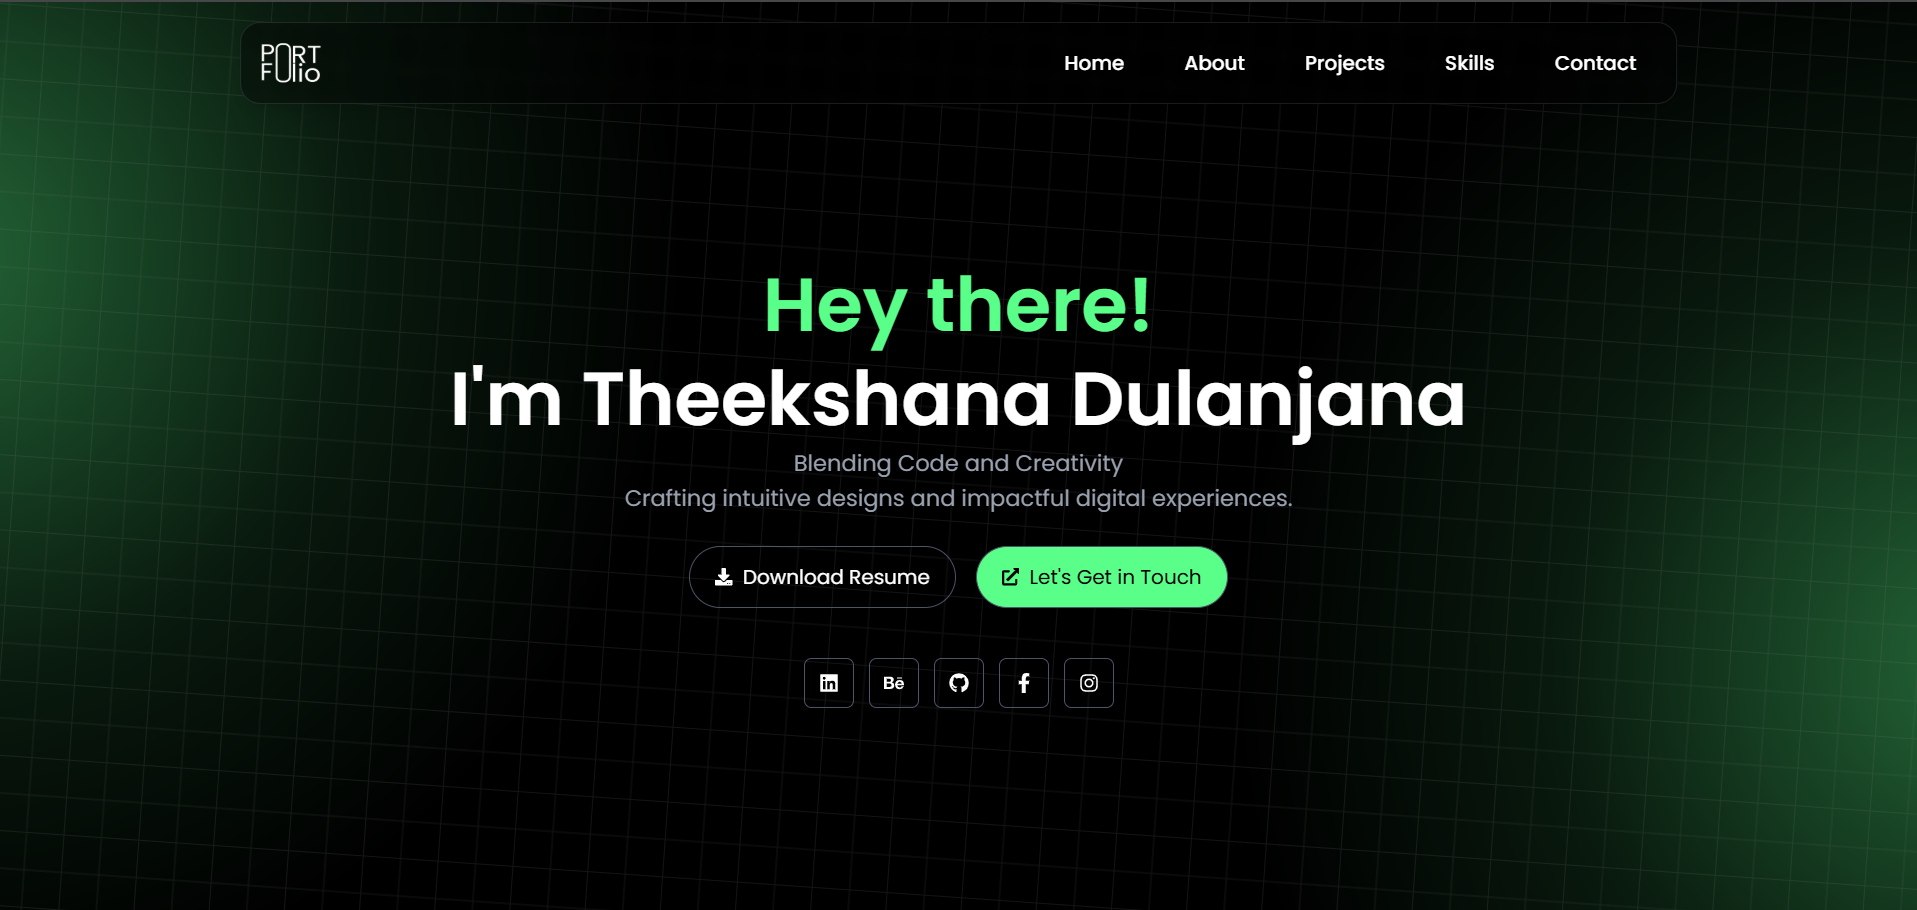 PORT
FOlio
Home
About
Projects
Skills
Contact
Hey there!
I'm Theekshana Dulanjana
Blending Code and Creativity
Crafting intuitive designs and impactful digital experiences.
Download Resume
Let's Get in Touch
in
Bē
f